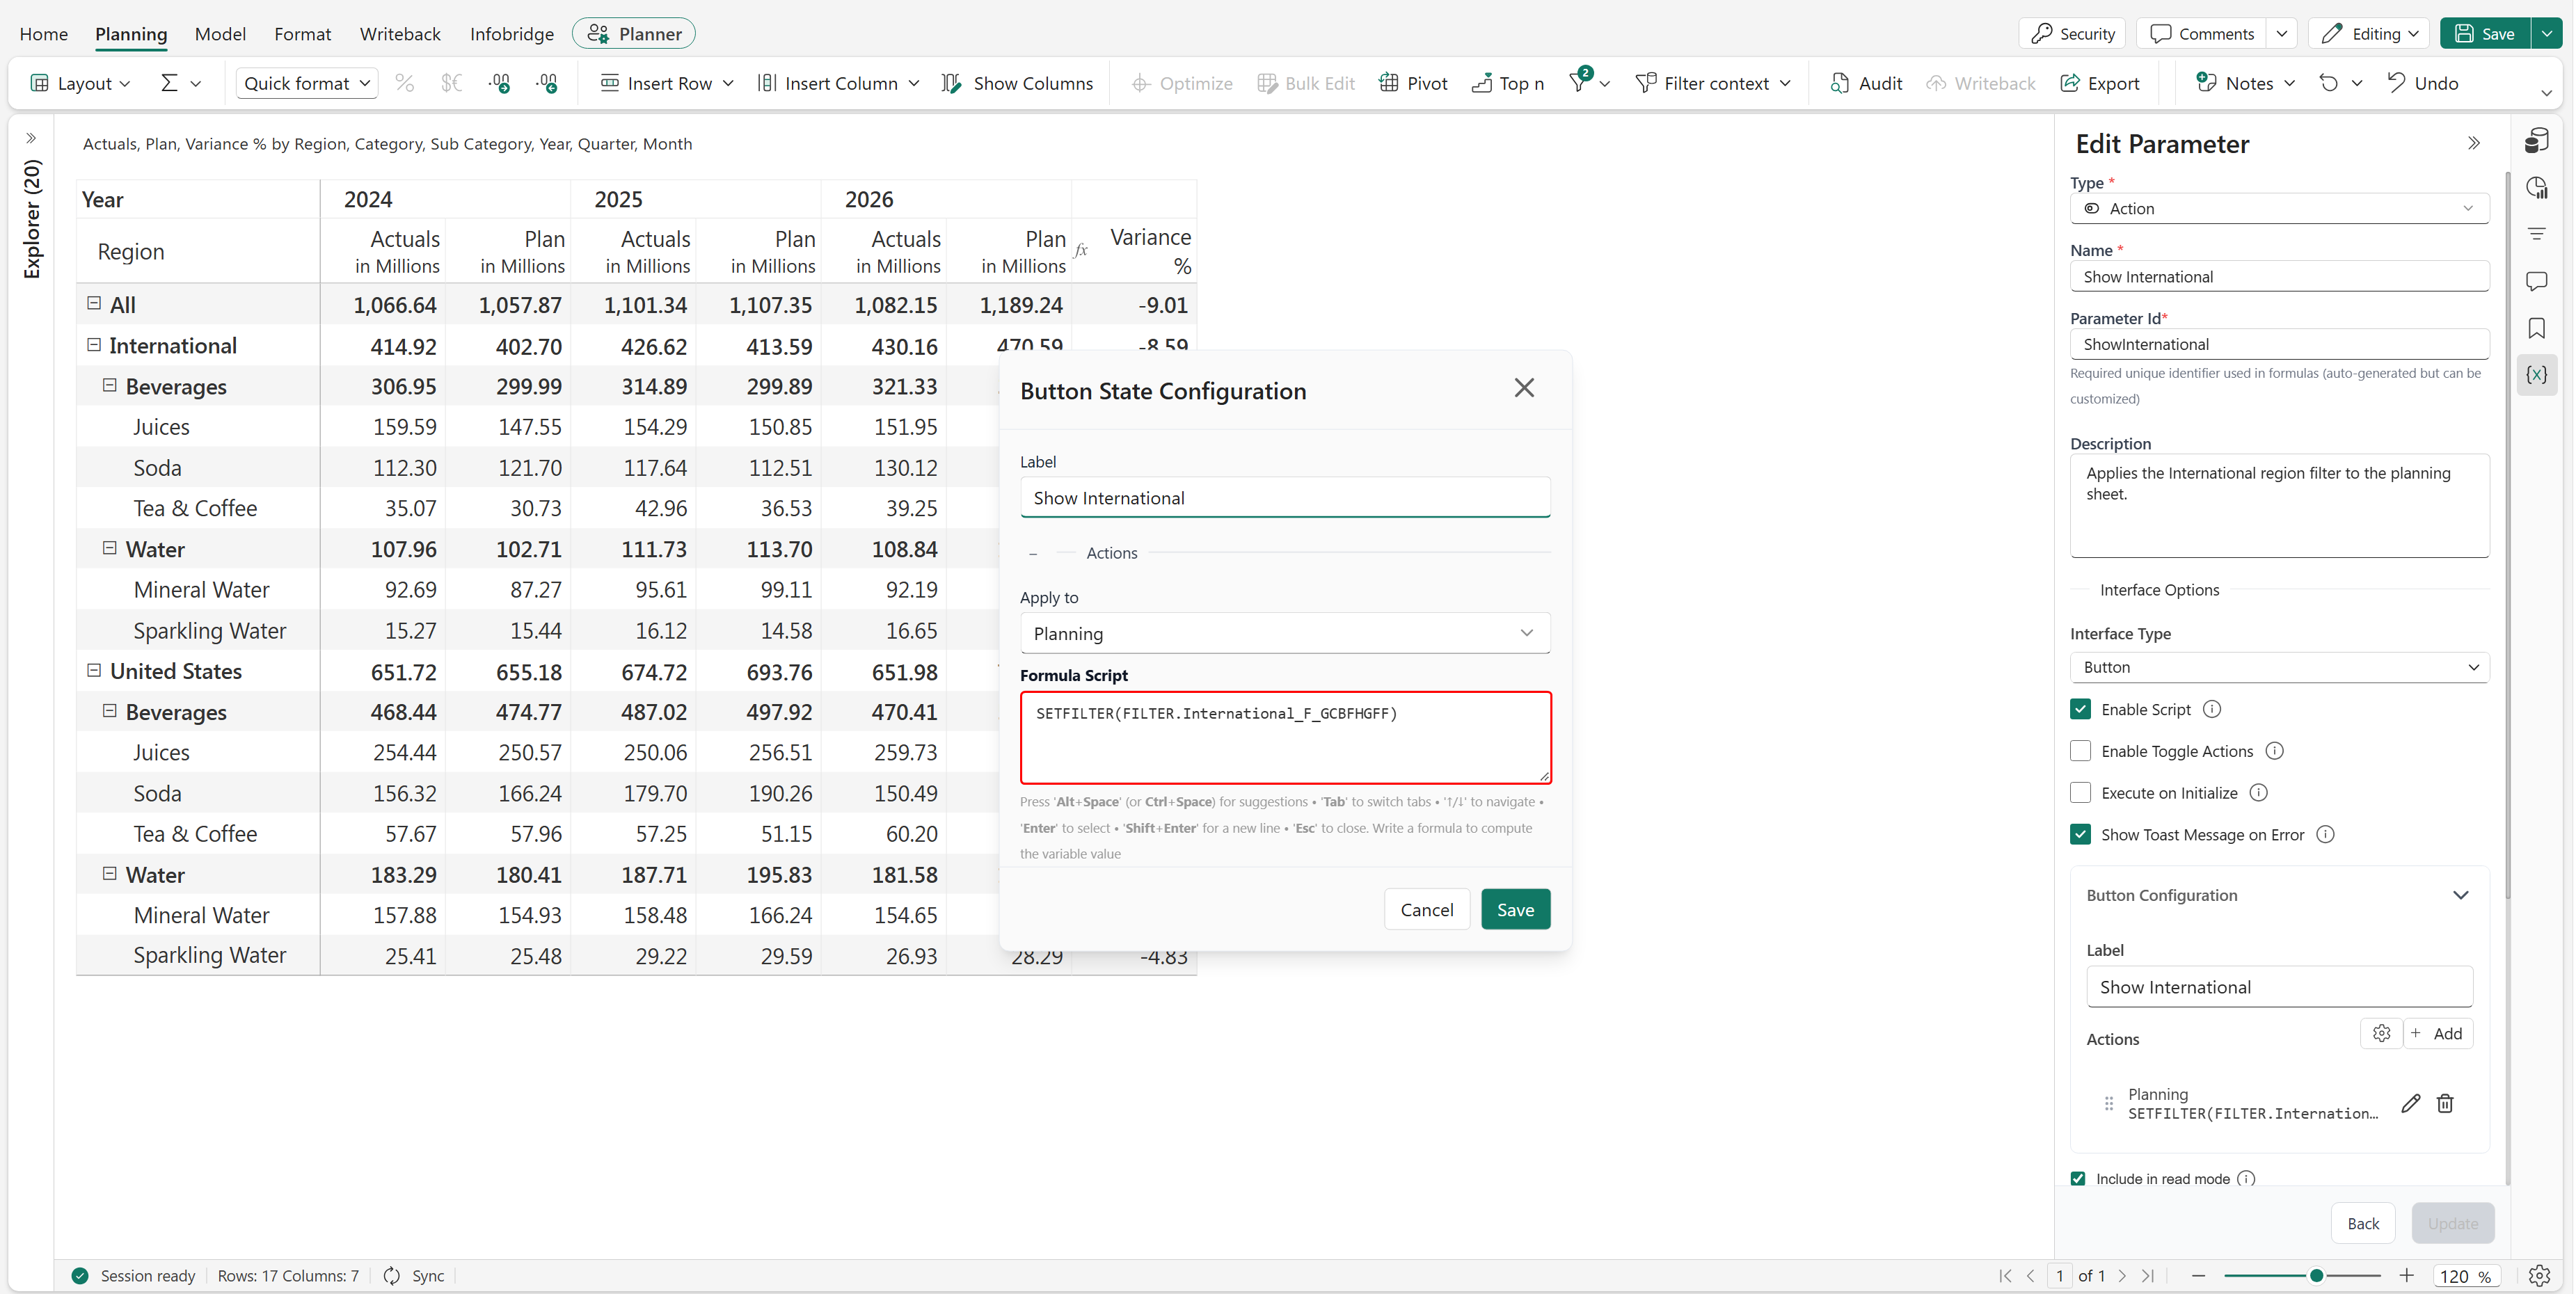 Home Planning Model Format Writeback Infobridge Planner Security Comments Editing Save
Layout Quick format % $€ .00 .00 Insert Row Insert Column Show Columns Optimize Bulk Edit Pivot Top n 2 Filter context Audit Writeback Export Notes Undo
Explorer (20)
Actuals, Plan, Variance % by Region, Category, Sub Category, Year, Quarter, Month
Year 2024 2025 2026
Region Actuals in Millions Plan in Millions Actuals in Millions Plan in Millions Actuals in Millions Plan in Millions fx Variance %
All 1,066.64 1,057.87 1,101.34 1,107.35 1,082.15 1,189.24 -9.01
International 414.92 402.70 426.62 413.59 430.16 470.59 -8.59
Beverages 306.95 299.99 314.89 299.89 321.33
Juices 159.59 147.55 154.29 150.85 151.95
Soda 112.30 121.70 117.64 112.51 130.12
Tea & Coffee 35.07 30.73 42.96 36.53 39.25
Water 107.96 102.71 111.73 113.70 108.84
Mineral Water 92.69 87.27 95.61 99.11 92.19
Sparkling Water 15.27 15.44 16.12 14.58 16.65
United States 651.72 655.18 674.72 693.76 651.98
Beverages 468.44 474.77 487.02 497.92 470.41
Juices 254.44 250.57 250.06 256.51 259.73
Soda 156.32 166.24 179.70 190.26 150.49
Tea & Coffee 57.67 57.96 57.25 51.15 60.20
Water 183.29 180.41 187.71 195.83 181.58
Mineral Water 157.88 154.93 158.48 166.24 154.65
Sparkling Water 25.41 25.48 29.22 29.59 26.93 28.29 -4.83
Button State Configuration
Label
Show International
Actions
Apply to
Planning
Formula Script
SETFILTER(FILTER.International_F_GCBFHGFF)
Press 'Alt+Space' (or Ctrl+Space) for suggestions • 'Tab' to switch tabs • '↑/↓' to navigate •
'Enter' to select • 'Shift+Enter' for a new line • 'Esc' to close. Write a formula to compute
the variable value
Cancel Save
Edit Parameter
Type *
Action
Name *
Show International
Parameter Id*
ShowInternational
Required unique identifier used in formulas (auto-generated but can be
customized)
Description
Applies the International region filter to the planning
sheet.
Interface Options
Interface Type
Button
Enable Script
Enable Toggle Actions
Execute on Initialize
Show Toast Message on Error
Button Configuration
Label
Show International
Actions + Add
Planning
SETFILTER(FILTER.Internation...
Include in read mode
Back Update
Session ready Rows: 17 Columns: 7 Sync 1 of 1 120 %